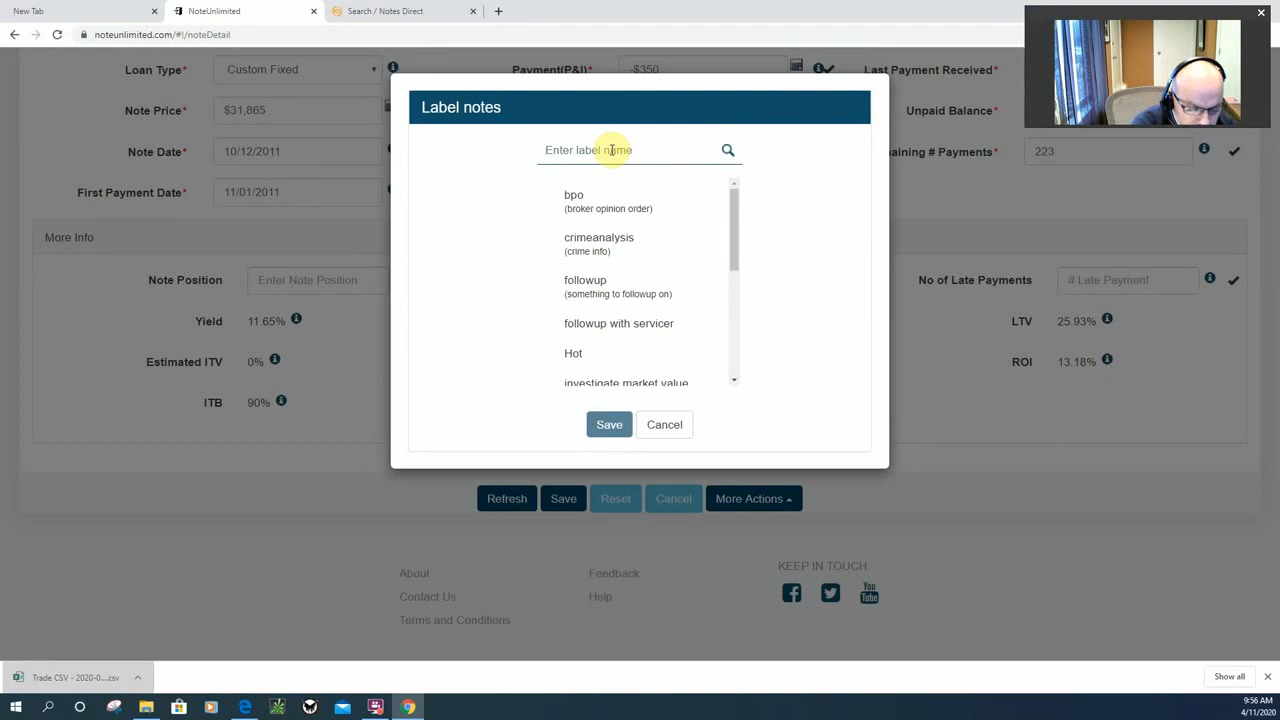 New Tab
NoteUnlimited
Search / Notes Direct
noteunlimited.com/#!/noteDetail
Loan Type* Custom Fixed Payment(P&I)* -$350 Last Payment Received*
Note Price* $31,865 Unpaid Balance*
Note Date* 10/12/2011 # Payments* 223
First Payment Date* 11/01/2011
More Info
Note Position Enter Note Position No of Late Payments # Late Payment
Yield 11.65% LTV 25.93%
Estimated ITV 0% ROI 13.18%
ITB 90%
Label notes
Enter label name
bpo
(broker opinion order)
crimeanalysis
(crime info)
followup
(something to followup on)
followup with servicer
Hot
investigate market value
Save Cancel
Refresh Save Reset Cancel More Actions
About Feedback KEEP IN TOUCH
Contact Us Help
Terms and Conditions
You
Tube
Trade CSV - 2020-0....csv
Show all
9:56 AM
4/11/2020